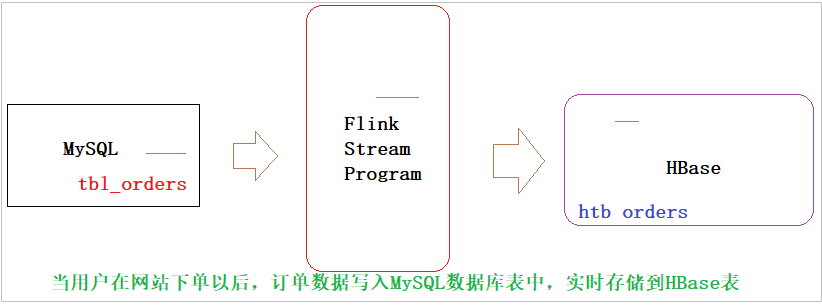 MySQL
tbl_orders
Flink
Stream
Program
HBase
htb orders
当用户在网站下单以后，订单数据写入MySQL数据库表中，实时存储到HBase表